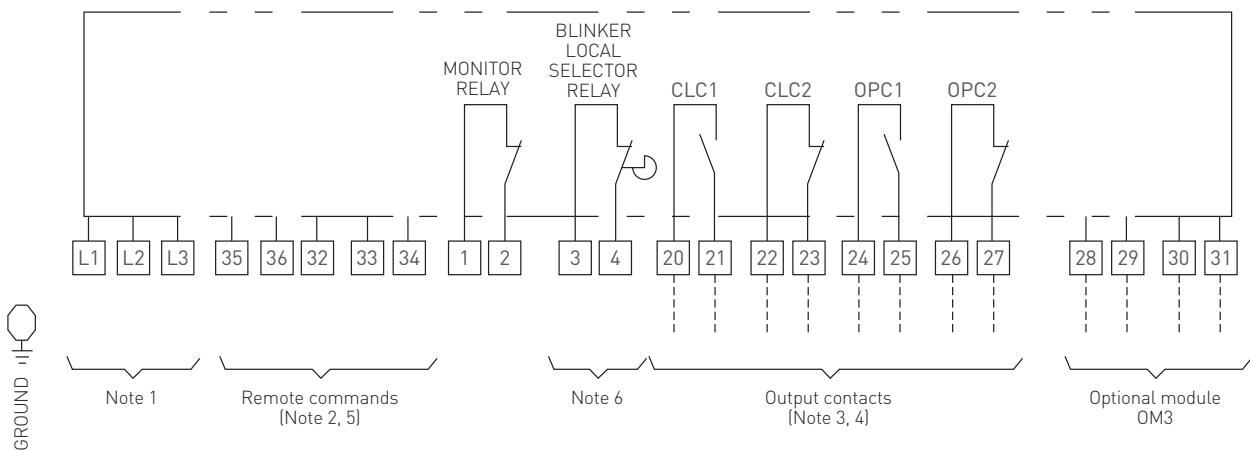 BLINKER
LOCAL
SELECTOR
RELAY
MONITOR
RELAY
CLC1
CLC2
OPC1
OPC2
L1
L2
L3
35
36
32
33
34
1
2
3
4
20
21
22
23
24
25
26
27
28
29
30
31
GROUND
Note 1
Remote commands
(Note 2, 5)
Note 6
Output contacts
(Note 3, 4)
Optional module
OM3